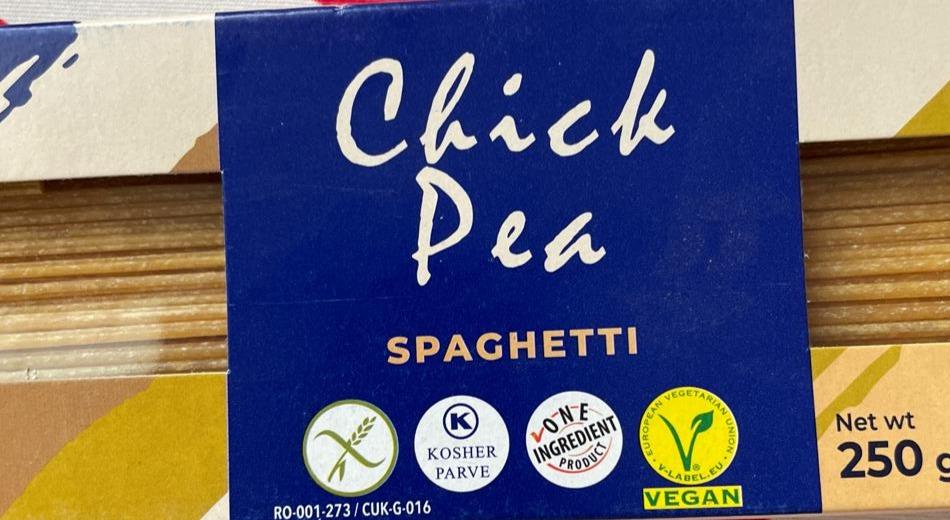 Chick
Pea
SPAGHETTI
K
KOSHER
PARVE
ONE
INGREDIENT
PRODUCT
EUROPEAN VEGETARIAN UNION
V-LABEL.EU
®
VEGAN
RO-001-273 / CUK-G-016
Net wt
250 g